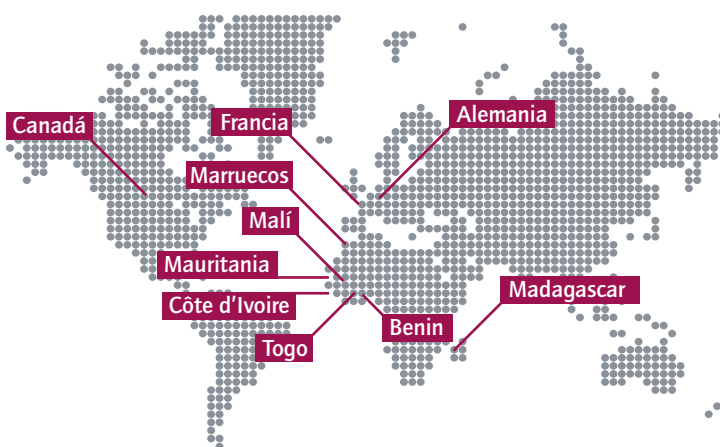 Canadá
Francia
Alemania
Marruecos
Malí
Mauritania
Côte d'Ivoire
Madagascar
Benin
Togo